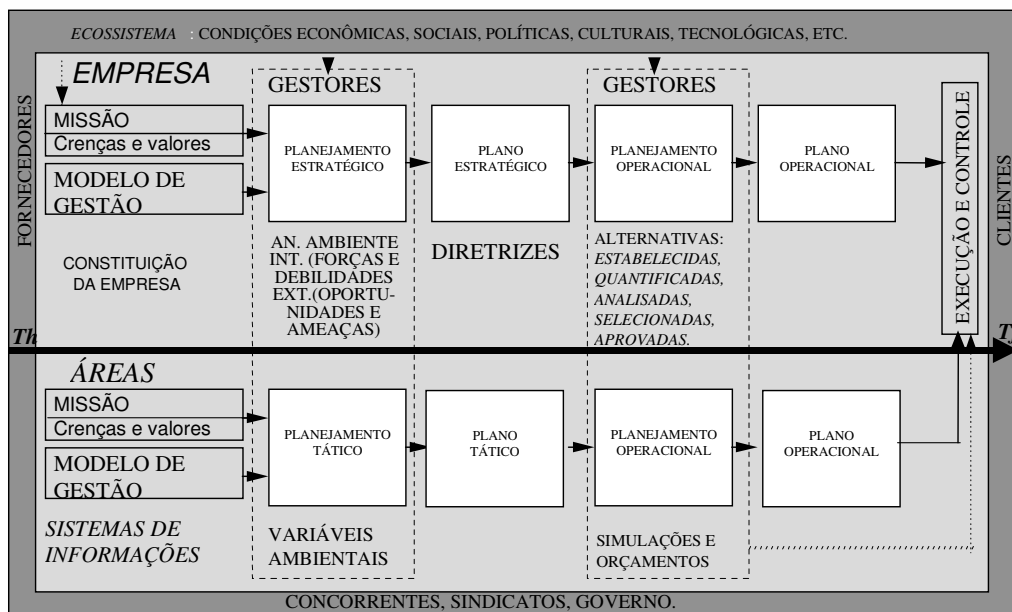 ECOSSISTEMA : CONDIÇÕES ECONÔMICAS, SOCIAIS, POLÍTICAS, CULTURAIS, TECNOLÓGICAS, ETC.
FORNECEDORES
EMPRESA
GESTORES
GESTORES
MISSÃO
Crenças e valores
MODELO DE
GESTÃO
PLANEJAMENTO
ESTRATÉGICO
PLANO
ESTRATÉGICO
PLANEJAMENTO
OPERACIONAL
PLANO
OPERACIONAL
EXECUÇÃO E CONTROLE
CLIENTES
CONSTITUIÇÃO
DA EMPRESA
AN. AMBIENTE
INT. (FORÇAS E
DEBILIDADES
EXT.(OPORTU-
NIDADES E
AMEAÇAS)
DIRETRIZES
ALTERNATIVAS:
ESTABELECIDAS,
QUANTIFICADAS,
ANALISADAS,
SELECIONADAS,
APROVADAS.
Th
ÁREAS
MISSÃO
Crenças e valores
MODELO DE
GESTÃO
PLANEJAMENTO
TÁTICO
PLANO
TÁTICO
PLANEJAMENTO
OPERACIONAL
PLANO
OPERACIONAL
SISTEMAS DE
INFORMAÇÕES
VARIÁVEIS
AMBIENTAIS
SIMULAÇÕES E
ORÇAMENTOS
CONCORRENTES, SINDICATOS, GOVERNO.